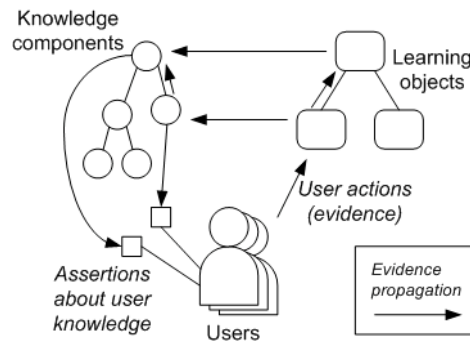 Knowledge
components
Learning
objects
User actions
(evidence)
Assertions
about user
knowledge
Users
Evidence
propagation